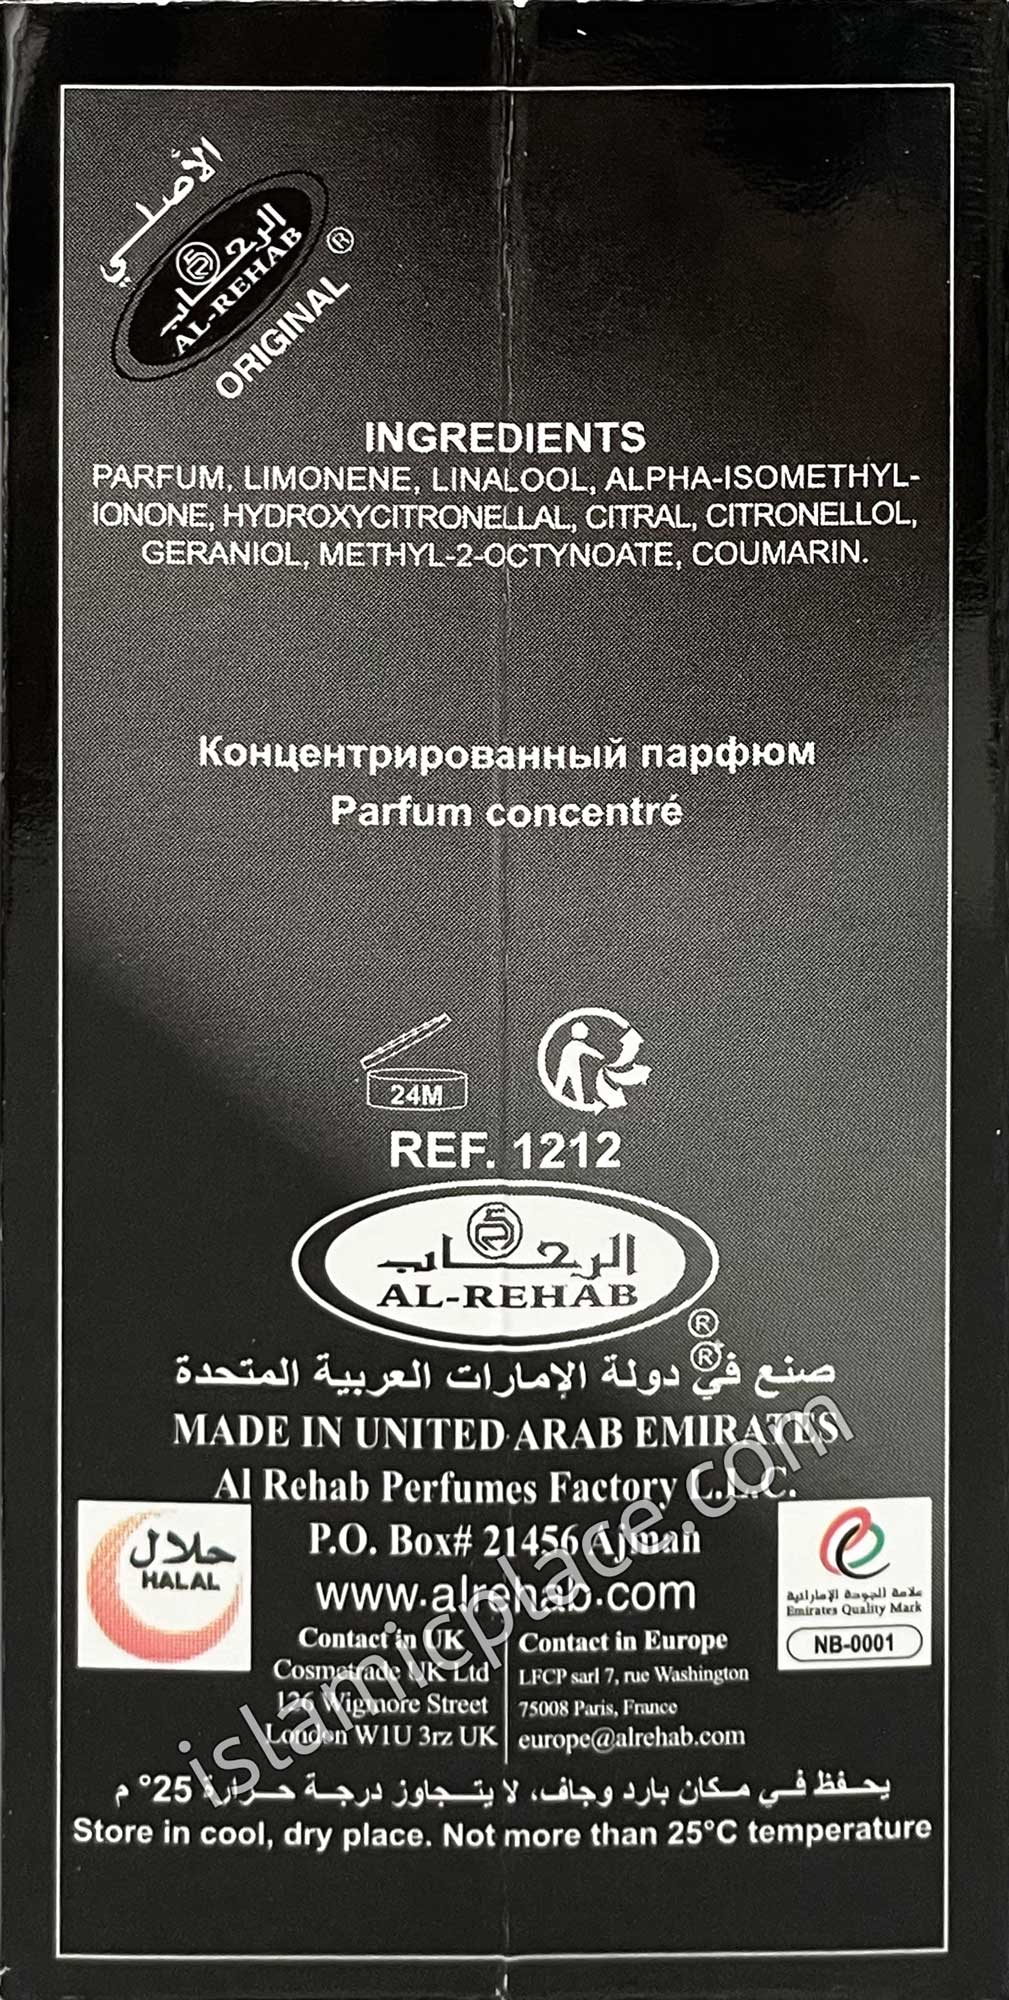 الأصلي
الرحاب
AL-REHAB
®
ORIGINAL
INGREDIENTS
PARFUM, LIMONENE, LINALOOL, ALPHA-ISOMETHYL-
IONONE, HYDROXYCITRONELLAL, CITRAL, CITRONELLOL,
GERANIOL, METHYL-2-OCTYNOATE, COUMARIN.
Концентрированный парфюм
Parfum concentré
24M
REF. 1212
الرحاب
AL-REHAB
®
®
صنع في دولة الإمارات العربية المتحدة
MADE IN UNITED ARAB EMIRATES
Al Rehab Perfumes Factory L.L.C.
P.O. Box# 21456 Ajman
www.alrehab.com
حلال
HALAL
علامة الجودة الإماراتية
Emirates Quality Mark
NB-0001
Contact in UK
Cosmetrade UK Ltd
126 Wigmore Street
London W1U 3rz UK
Contact in Europe
LFCP sarl 7, rue Washington
75008 Paris, France
europe@alrehab.com
يحفظ في مكان بارد وجاف، لا يتجاوز درجة حرارة 25° م
Store in cool, dry place. Not more than 25°C temperature
islamicplace.com